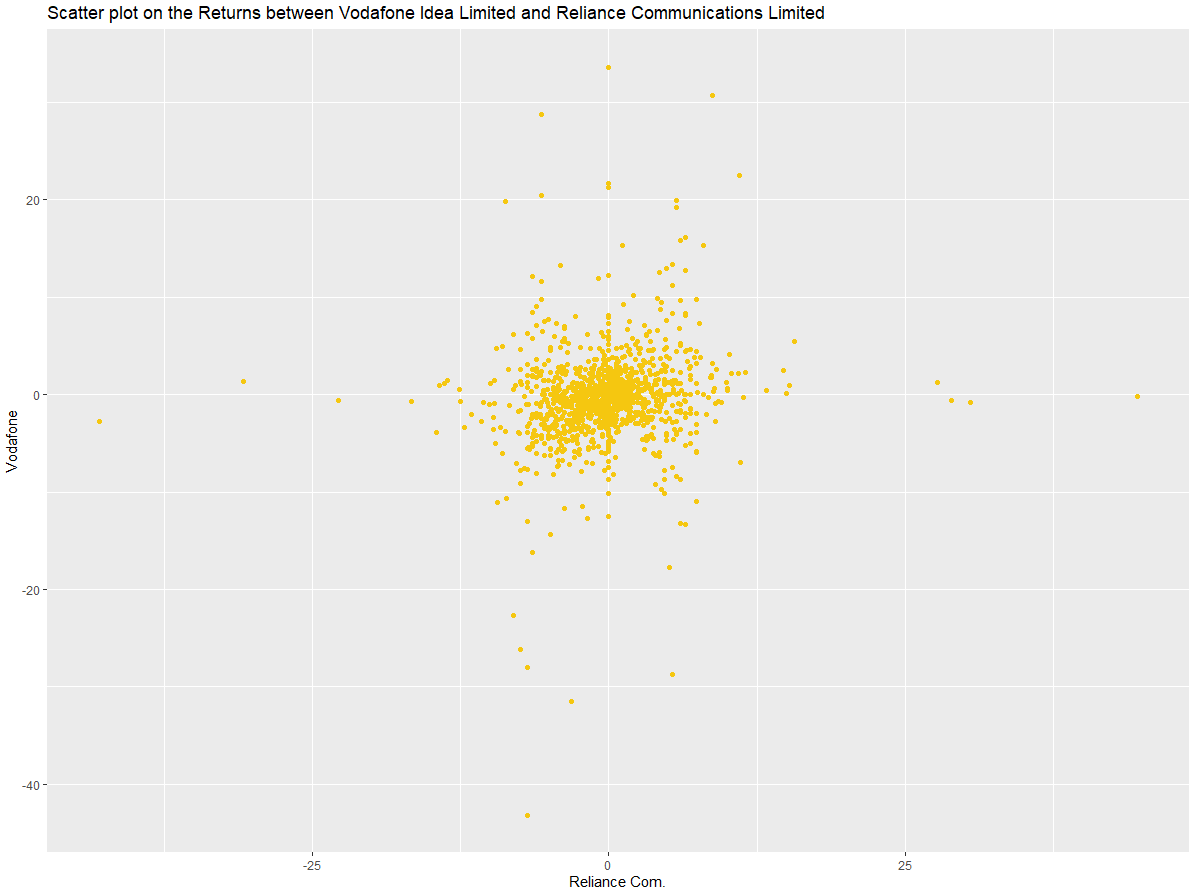 Scatter plot on the Returns between Vodafone Idea Limited and Reliance Communications Limited
20
0
-20
-40
Vodafone
-25
0
25
Reliance Com.